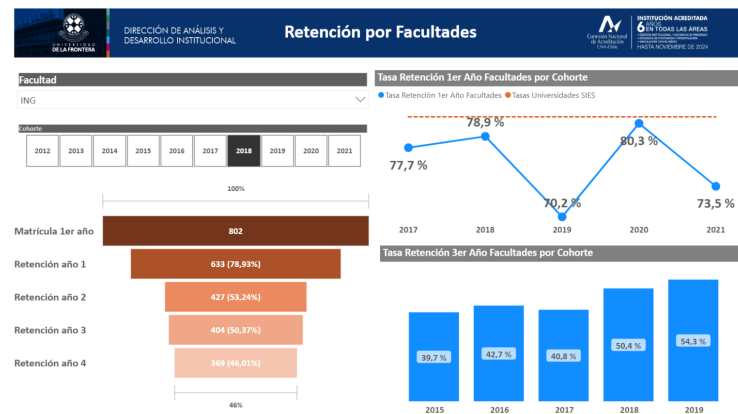 UNIVERSIDAD
DE LA FRONTERA
DIRECCIÓN DE ANÁLISIS Y
DESARROLLO INSTITUCIONAL
Retención por Facultades
Comisión Nacional
de Acreditación
CNA-Chile
INSTITUCIÓN ACREDITADA
6 AÑOS
EN TODAS LAS ÁREAS
HASTA NOVIEMBRE DE 2024
Facultad
ING
Cohorte
2012 2013 2014 2015 2016 2017 2018 2019 2020 2021
100%
Matrícula 1er año 802
Retención año 1 633 (78,93%)
Retención año 2 427 (53,24%)
Retención año 3 404 (50,37%)
Retención año 4 369 (46,01%)
46%
Tasa Retención 1er Año Facultades por Cohorte
Tasa Retención 1er Año Facultades Tasas Universidades SIES
77,7 %
78,9 %
70,2 %
80,3 %
73,5 %
2017 2018 2019 2020 2021
Tasa Retención 3er Año Facultades por Cohorte
39,7 % 42,7 % 40,8 % 50,4 % 54,3 %
2015 2016 2017 2018 2019